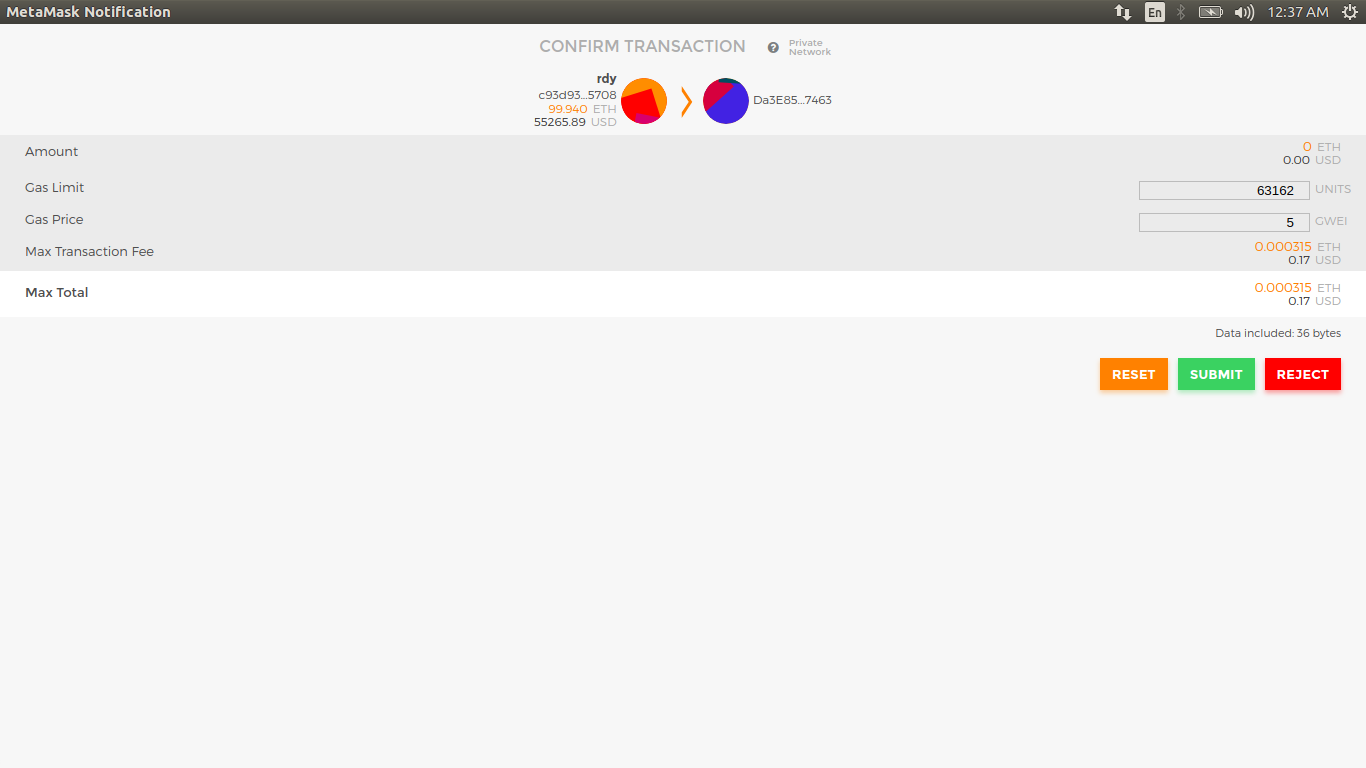 MetaMask Notification En 12:37 AM
CONFIRM TRANSACTION ? Private
Network
rdy
c93d93...5708
99.940 ETH
55265.89 USD
Da3E85...7463
Amount 0 ETH
0.00 USD
Gas Limit 63162 UNITS
Gas Price 5 GWEI
Max Transaction Fee 0.000315 ETH
0.17 USD
Max Total 0.000315 ETH
0.17 USD
Data included: 36 bytes
RESET SUBMIT REJECT